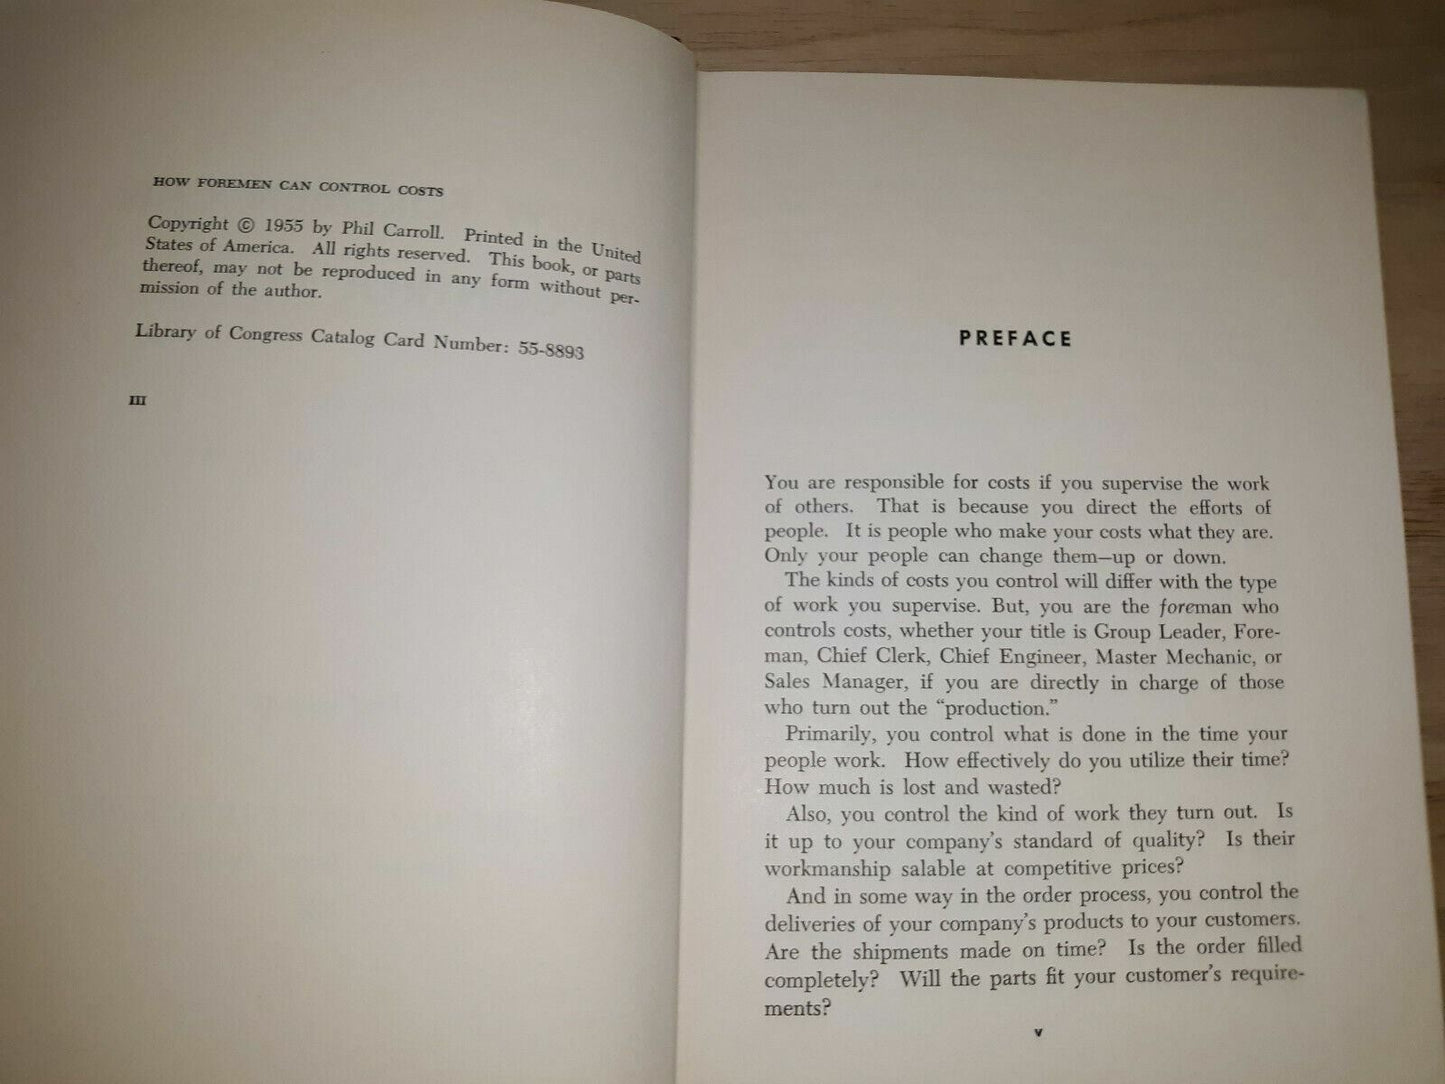 HOW FOREMEN CAN CONTROL COSTS
Copyright © 1955 by Phil Carroll. Printed in the United
States of America. All rights reserved. This book, or parts
thereof, may not be reproduced in any form without per-
mission of the author.
Library of Congress Catalog Card Number: 55-8893
III
PREFACE
You are responsible for costs if you supervise the work
of others. That is because you direct the efforts of
people. It is people who make your costs what they are.
Only your people can change them—up or down.
The kinds of costs you control will differ with the type
of work you supervise. But, you are the foreman who
controls costs, whether your title is Group Leader, Fore-
man, Chief Clerk, Chief Engineer, Master Mechanic, or
Sales Manager, if you are directly in charge of those
who turn out the “production.”
Primarily, you control what is done in the time your
people work. How effectively do you utilize their time?
How much is lost and wasted?
Also, you control the kind of work they turn out. Is
it up to your company’s standard of quality? Is their
workmanship salable at competitive prices?
And in some way in the order process, you control the
deliveries of your company’s products to your customers.
Are the shipments made on time? Is the order filled
completely? Will the parts fit your customer’s require-
ments?
v